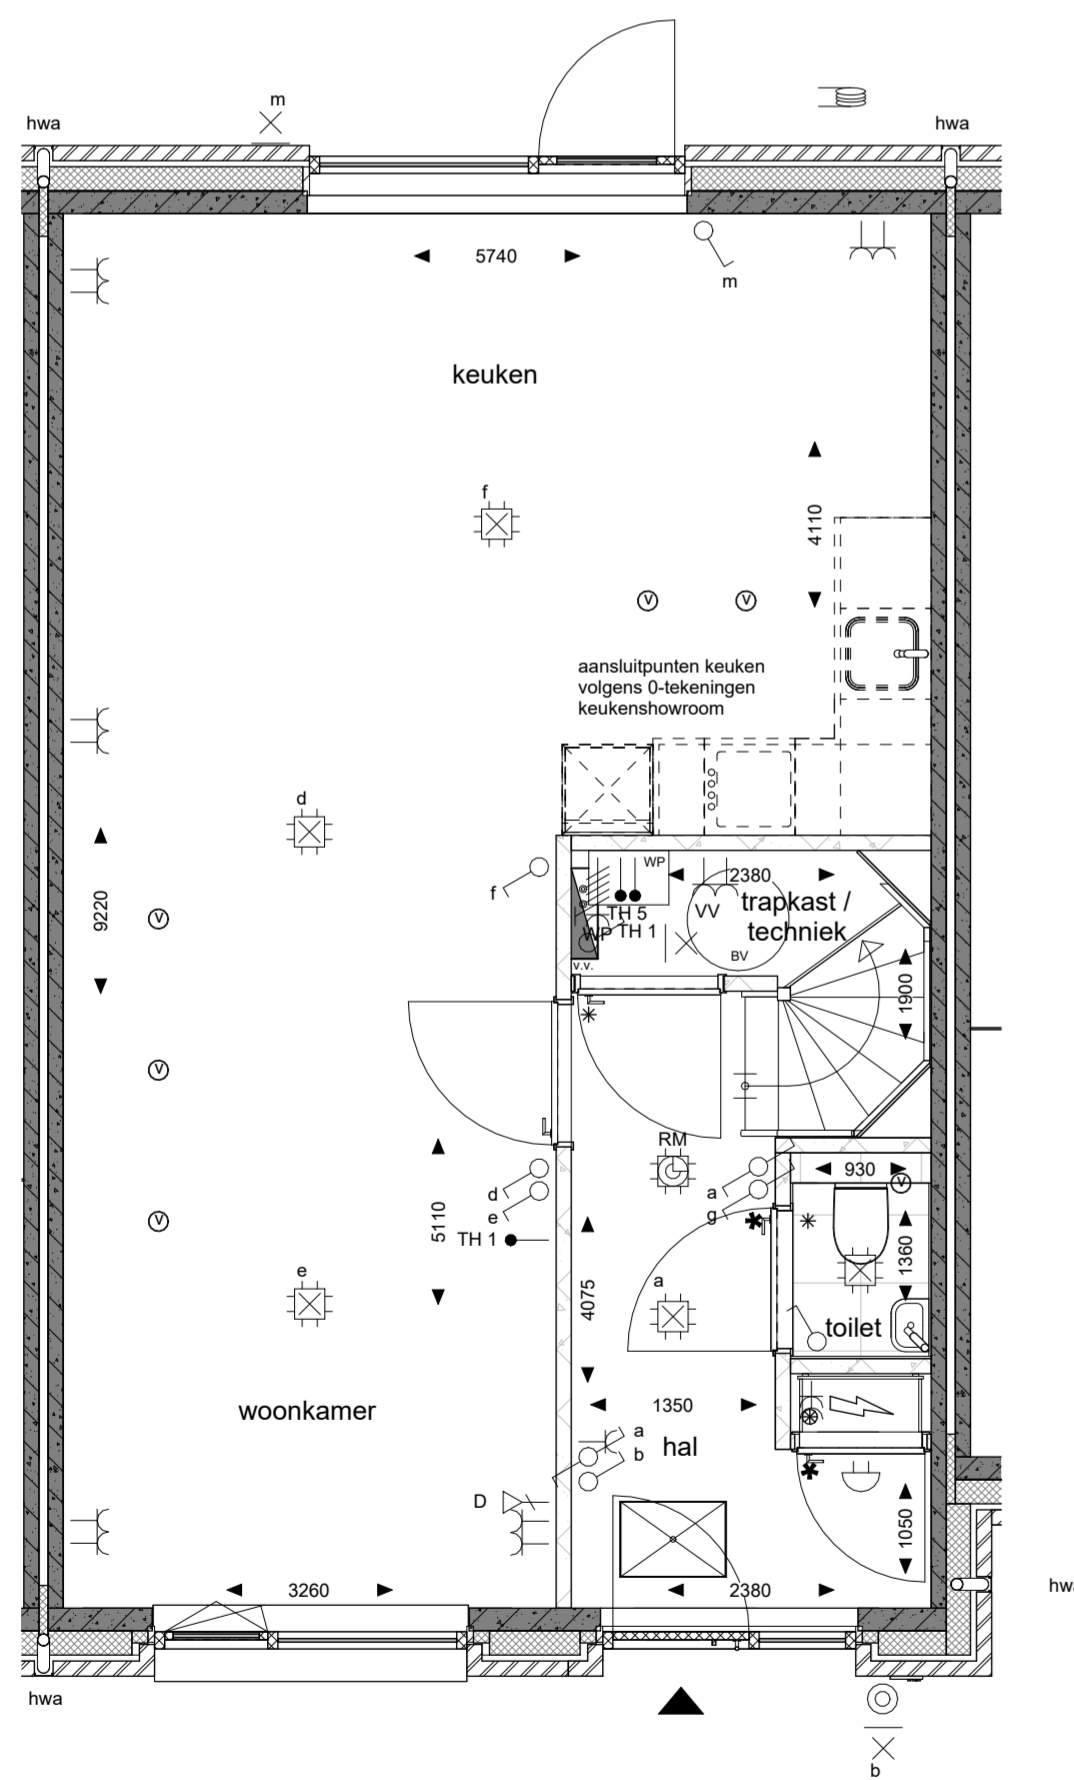 m
hwa
hwa
5740
m
keuken
f
4110
v
v
aansluitpunten keuken
volgens 0-tekeningen
keukenshowroom
d
9220
f
WP
2380
TH 5
VV
trapkast /
WP
TH 1
techniek
BV
v.v.
v
1900
v
RM
930
d
a
v
e
g
5110
TH 1
1360
v
e
a
4075
toilet
woonkamer
1350
a
hal
b
D
1050
3260
2380
hw
hwa
b